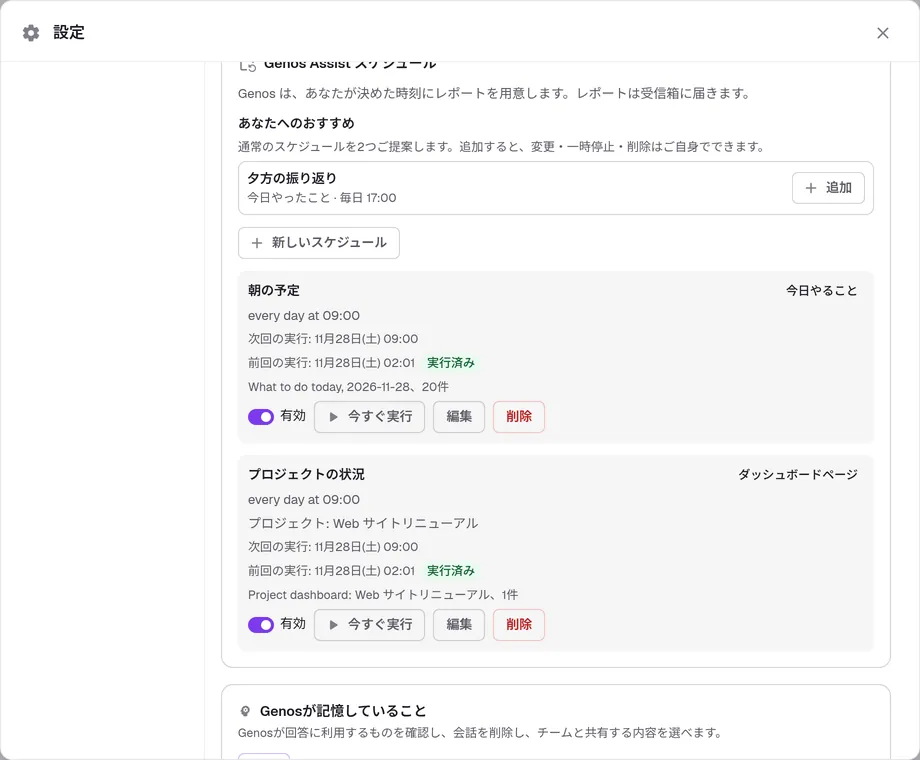 設定
Genos Assist スケジュール
Genos は、あなたが決めた時刻にレポートを用意します。レポートは受信箱に届きます。
あなたへのおすすめ
通常のスケジュールを2つご提案します。追加すると、変更・一時停止・削除はご自身でできます。
夕方の振り返り
今日やったこと · 毎日 17:00
追加
新しいスケジュール
朝の予定
今日やること
every day at 09:00
次回の実行: 11月28日(土) 09:00
前回の実行: 11月28日(土) 02:01 実行済み
What to do today, 2026-11-28、20件
有効 今すぐ実行 編集 削除
プロジェクトの状況
ダッシュボードページ
every day at 09:00
プロジェクト: Web サイトリニューアル
次回の実行: 11月28日(土) 09:00
前回の実行: 11月28日(土) 02:01 実行済み
Project dashboard: Web サイトリニューアル、1件
有効 今すぐ実行 編集 削除
Genosが記憶していること
Genosが回答に利用するものを確認し、会話を削除し、チームと共有する内容を選べます。